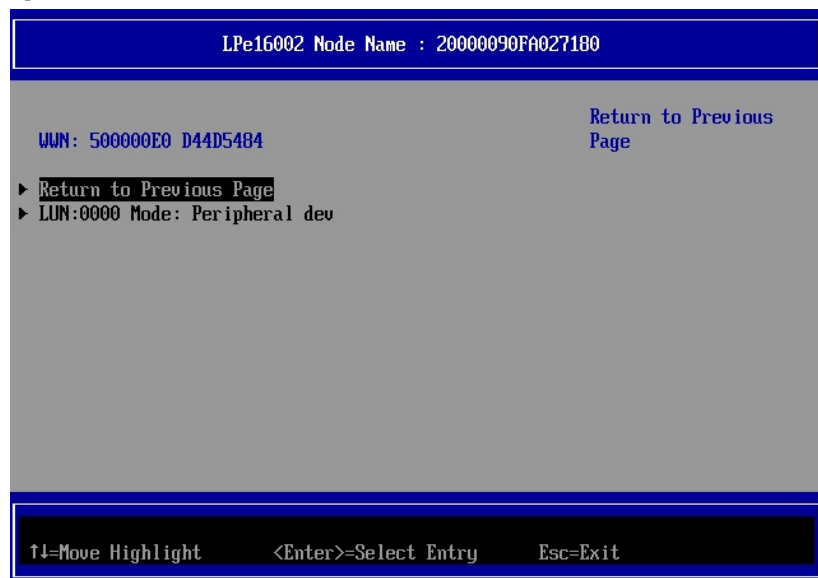 LPe16002 Node Name : 20000090FA027180
Return to Previous
Page
WWN: 500000E0 D44D5484
▶ Return to Previous Page
▶ LUN:0000 Mode: Peripheral dev
↑↓=Move Highlight <Enter>=Select Entry Esc=Exit